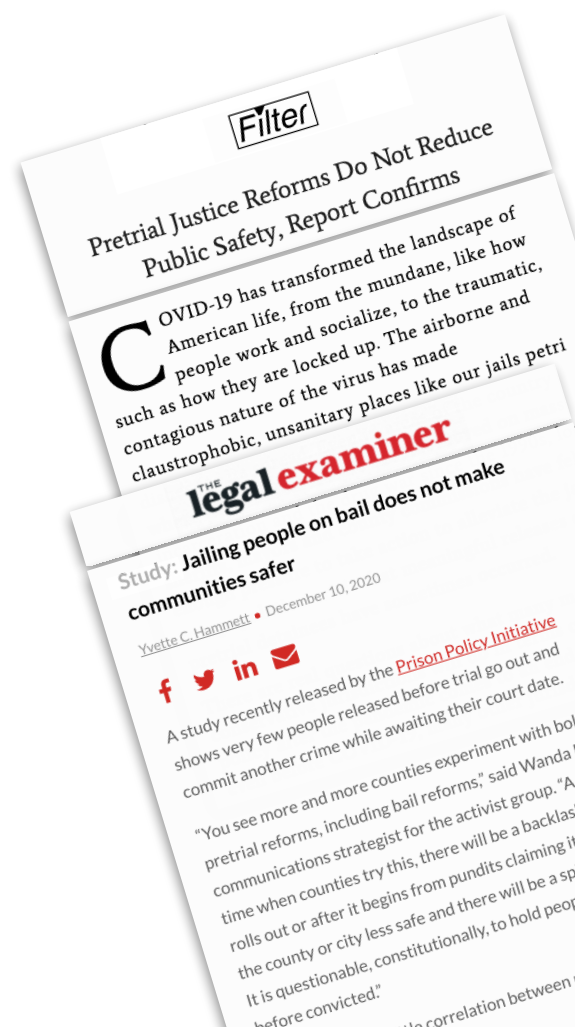 Filter
Pretrial Justice Reforms Do Not Reduce
Public Safety, Report Confirms
COVID-19 has transformed the landscape of
American life, from the mundane, like how
people work and socialize, to the traumatic,
such as how they are locked up. The airborne and
contagious nature of the virus has made
claustrophobic, unsanitary places like our jails petri
THE
legal examiner
Study: Jailing people on bail does not make
communities safer
Yvette C. Hammett • December 10, 2020
A study recently released by the Prison Policy Initiative
shows very few people released before trial go out and
commit another crime while awaiting their court date.
“You see more and more counties experiment with
pretrial reforms, including bail reforms,” said Wanda
communications strategist for the activist group. “A
time when counties try this, there will be a
rolls out or after it begins from pundits claiming it
the county or city less safe and there will be a
It is questionable, constitutionally, to hold
before convicted.”
correlation between